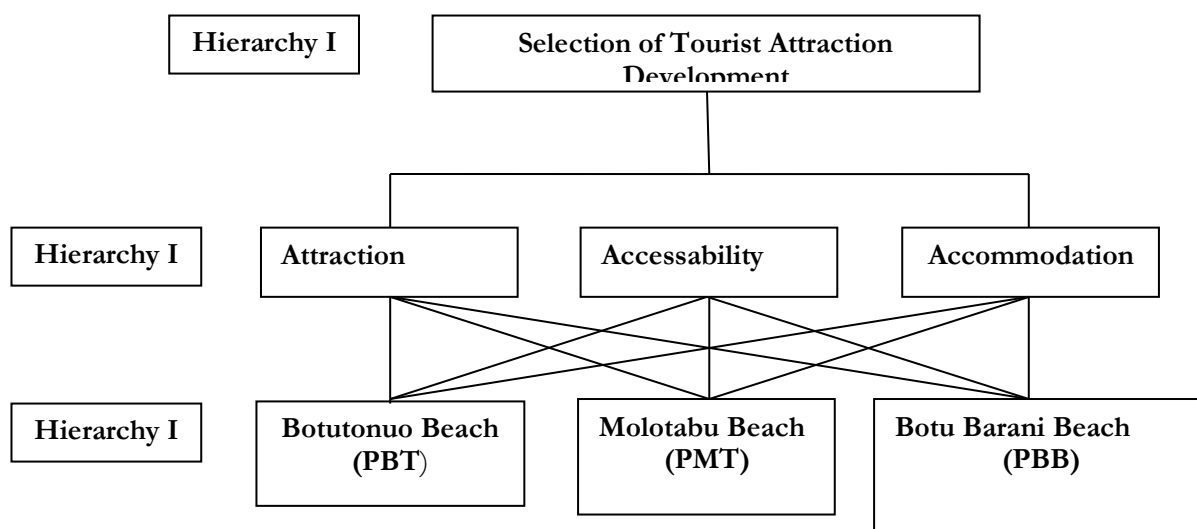 Hierarchy I
Selection of Tourist Attraction
Development
Hierarchy I
Attraction
Accessability
Accommodation
Hierarchy I
Botutonuo Beach
(PBT)
Molotabu Beach
(PMT)
Botu Barani Beach
(PBB)